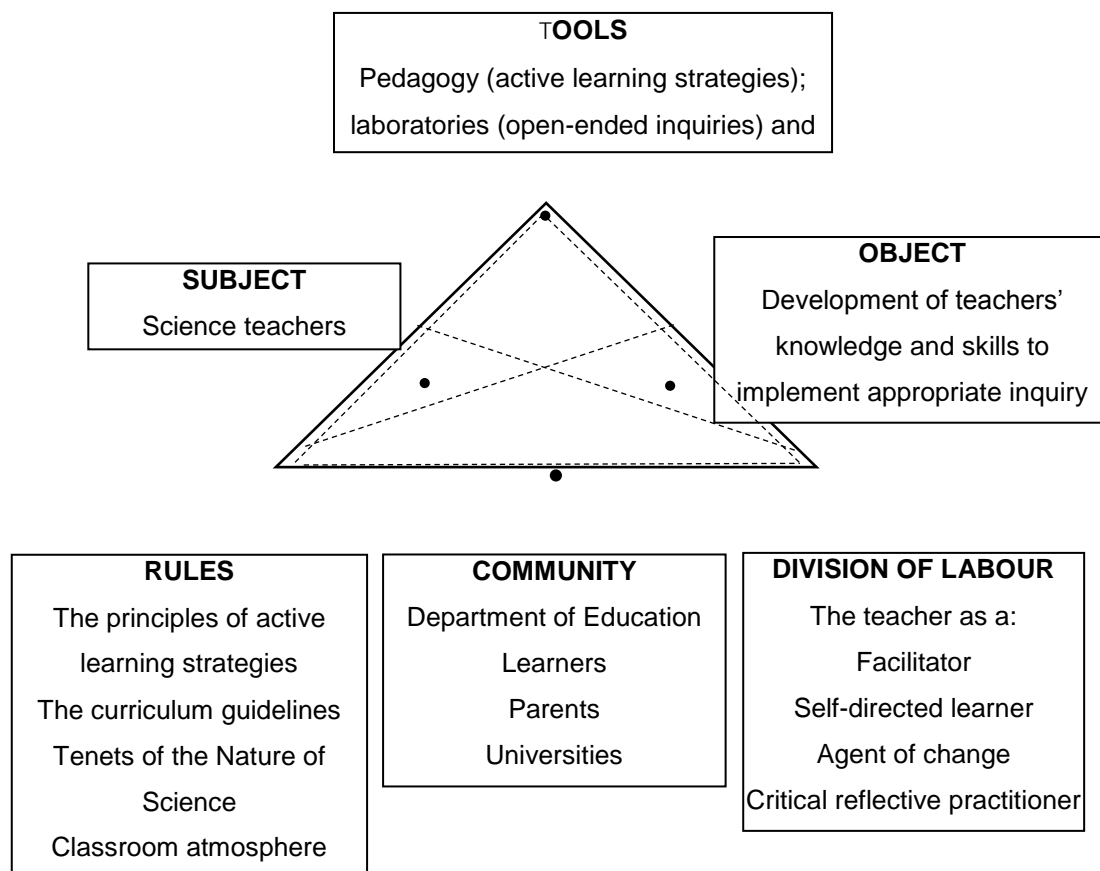 TOOLS
Pedagogy (active learning strategies);
laboratories (open-ended inquiries) and
SUBJECT
Science teachers
OBJECT
Development of teachers’
knowledge and skills to
implement appropriate inquiry
RULES
The principles of active
learning strategies
The curriculum guidelines
Tenets of the Nature of
Science
Classroom atmosphere
COMMUNITY
Department of Education
Learners
Parents
Universities
DIVISION OF LABOUR
The teacher as a:
Facilitator
Self-directed learner
Agent of change
Critical reflective practitioner